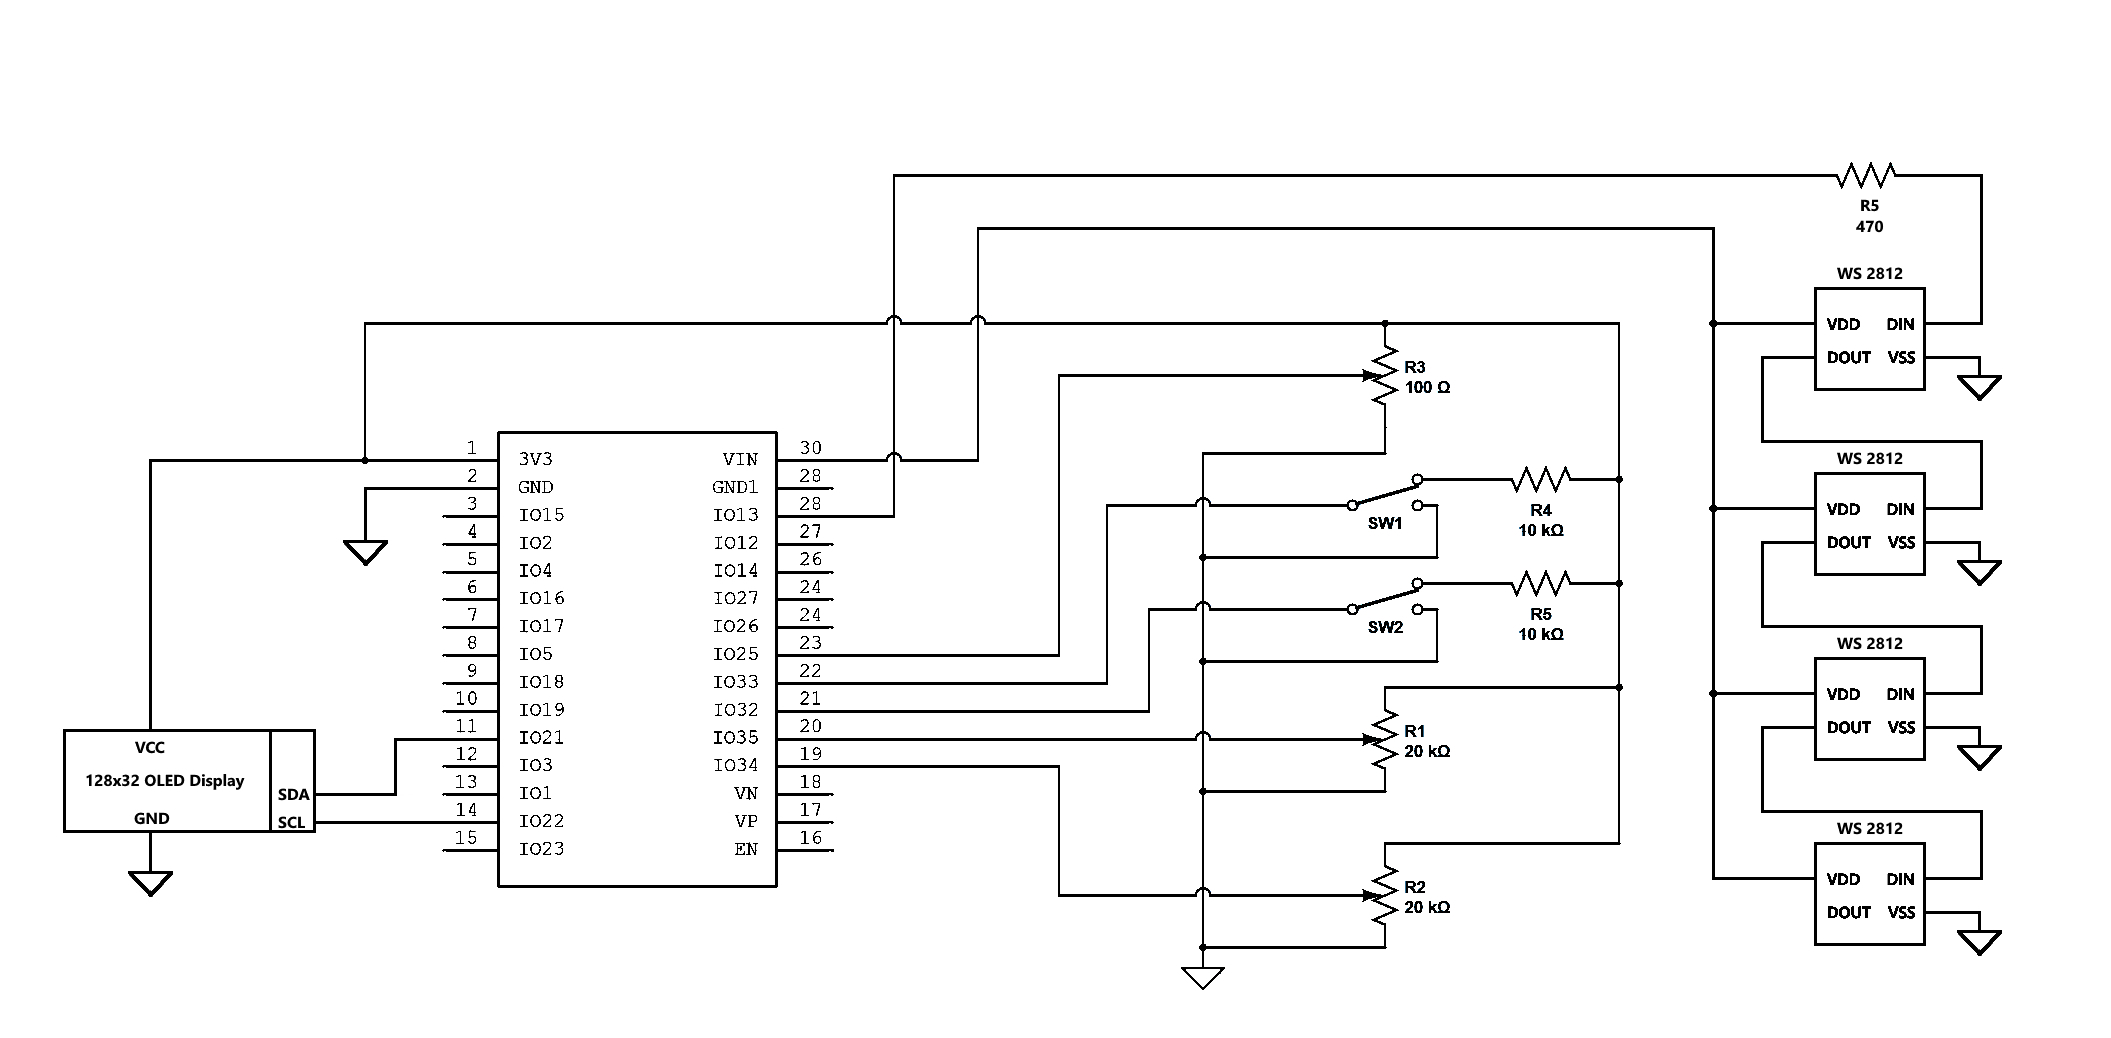 R5
470
WS 2812
VDD DIN
DOUT VSS
R3
100 Ω
1 3V3 VIN 30
2 GND GND1 28
3 IO15 IO13 28
4 IO2 IO12 27
5 IO4 IO14 26
6 IO16 IO27 24
7 IO17 IO26 24
8 IO5 IO25 23
9 IO18 IO33 22
10 IO19 IO32 21
11 IO21 IO35 20
12 IO3 IO34 19
13 IO1 VN 18
14 IO22 VP 17
15 IO23 EN 16
SW1
R4
10 kΩ
SW2
R5
10 kΩ
WS 2812
VDD DIN
DOUT VSS
WS 2812
VDD DIN
DOUT VSS
R1
20 kΩ
VCC
128x32 OLED Display
SDA
GND
SCL
R2
20 kΩ
WS 2812
VDD DIN
DOUT VSS